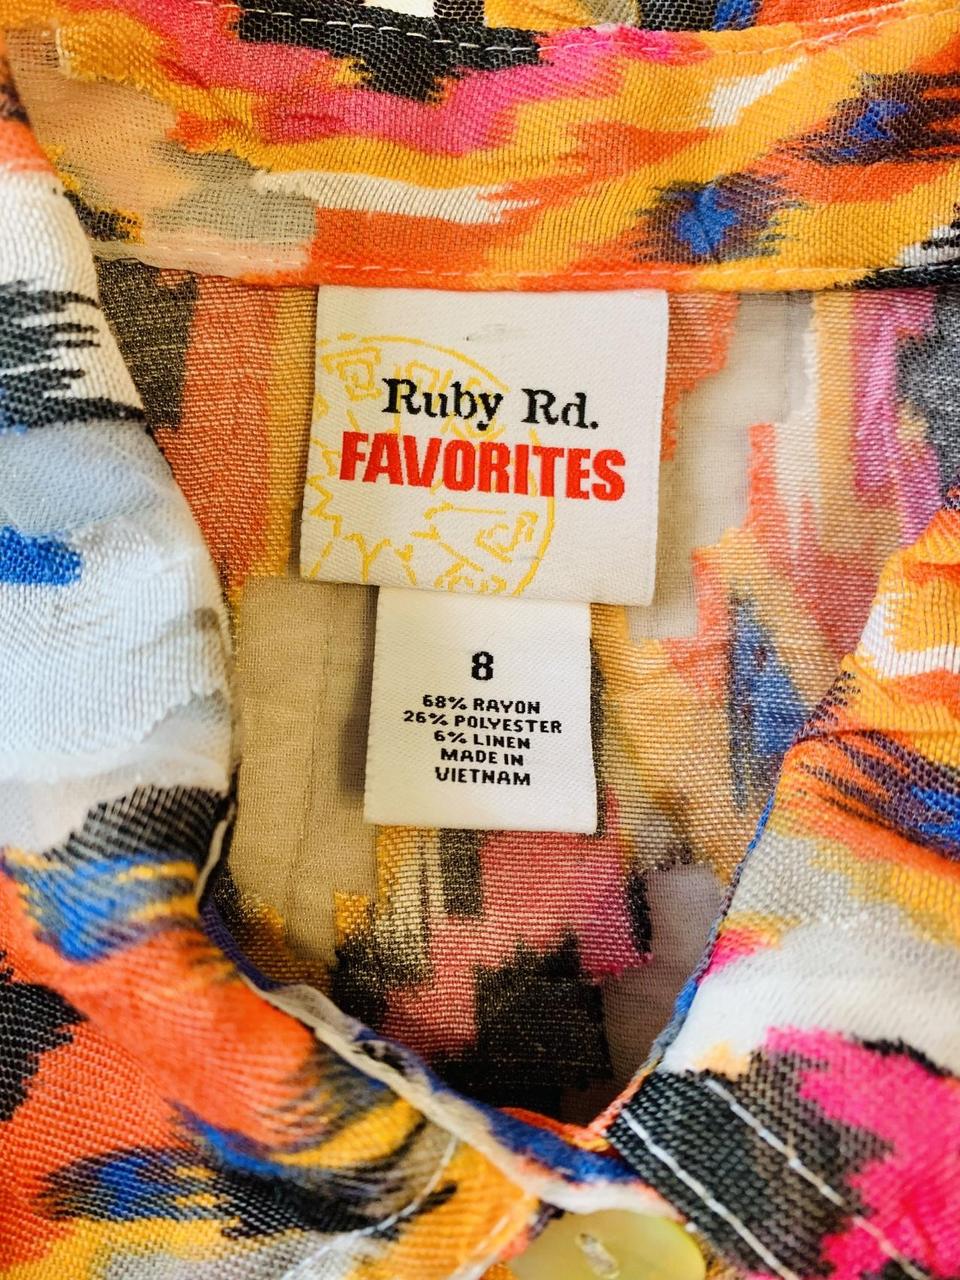 Ruby Rd.
FAVORITES
8
68% RAYON
26% POLYESTER
6% LINEN
MADE IN
VIETNAM